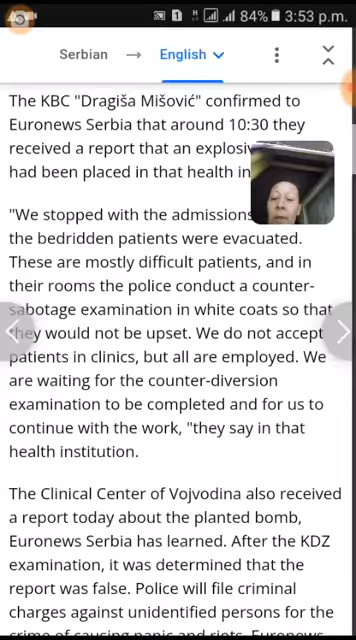 84% 3:53 p.m.
Serbian → English
The KBC "Dragiša Mišović" confirmed to
Euronews Serbia that around 10:30 they
received a report that an
had been placed in that health
"We stopped with the admissions
the bedridden patients were evacuated.
These are mostly difficult patients, and in
their rooms the police conduct a counter-
sabotage examination in white coats so that
they would not be upset. We do not accept
patients in clinics, but all are employed. We
are waiting for the counter-diversion
examination to be completed and for us to
continue with the work, "they say in that
health institution.
The Clinical Center of Vojvodina also received
a report today about the planted bomb,
Euronews Serbia has learned. After the KDZ
examination, it was determined that the
report was false. Police will file criminal
charges against unidentified persons for the
crime of causing panic and riots. Euronews